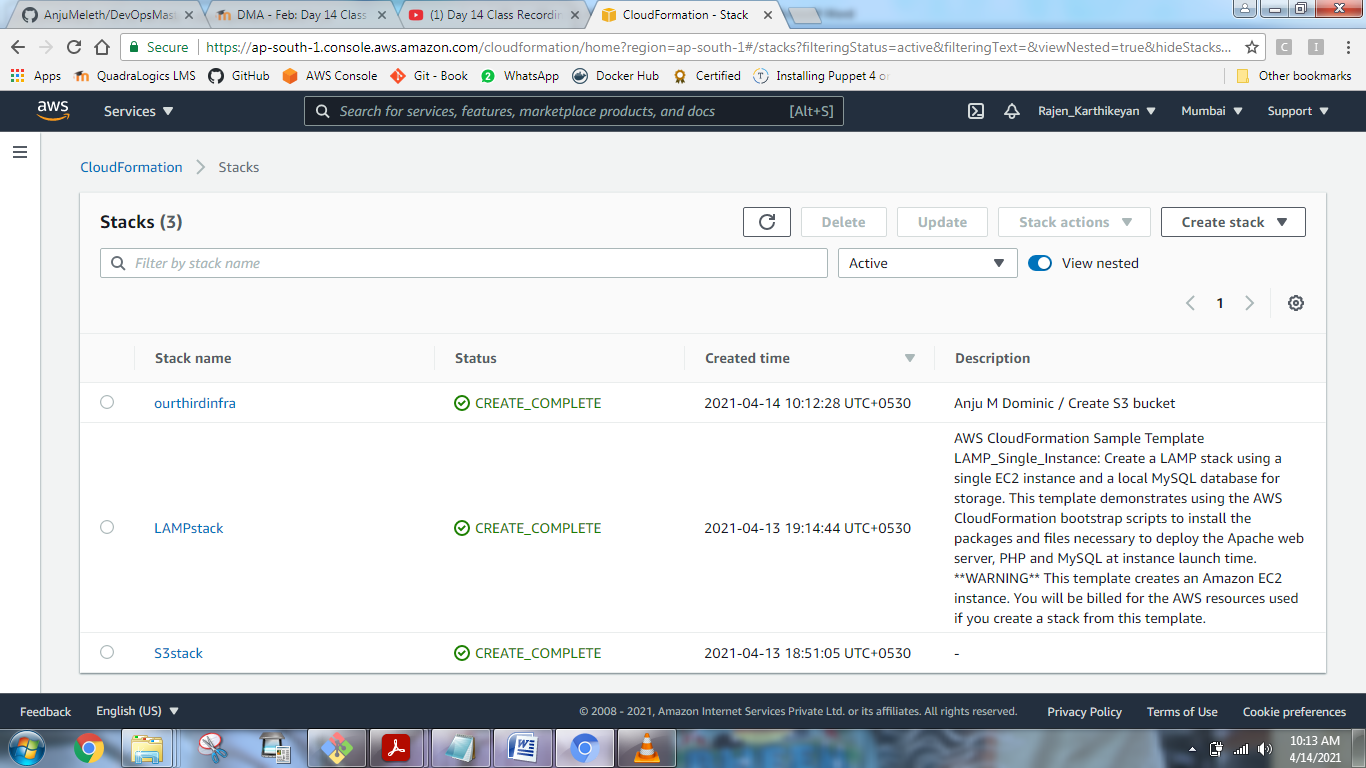 AnjuMeleth/DevOpsMas
DMA - Feb: Day 14 Class
(1) Day 14 Class Recordin
CloudFormation - Stack
Secure
https://ap-south-1.console.aws.amazon.com/cloudformation/home?region=ap-south-1#/stacks?filteringStatus=active&filteringText=&viewNested=true&hideStacks...
Apps
QuadraLogics LMS
GitHub
AWS Console
Git - Book
2 WhatsApp
Docker Hub
Certified
Installing Puppet 4 o
Other bookmarks
aws
Services
Search for services, features, marketplace products, and docs
[Alt+S]
Rajen_Karthikeyan
Mumbai
Support
CloudFormation
Stacks
Stacks (3)
Delete
Update
Stack actions
Create stack
Filter by stack name
Active
View nested
1
Stack name
Status
Created time
Description
ourthirdinfra
CREATE_COMPLETE
2021-04-14 10:12:28 UTC+0530
Anju M Dominic / Create S3 bucket
LAMPstack
CREATE_COMPLETE
2021-04-13 19:14:44 UTC+0530
AWS CloudFormation Sample Template
LAMP_Single_Instance: Create a LAMP stack using a
single EC2 instance and a local MySQL database for
storage. This template demonstrates using the AWS
CloudFormation bootstrap scripts to install the
packages and files necessary to deploy the Apache web
server, PHP and MySQL at instance launch time.
**WARNING** This template creates an Amazon EC2
instance. You will be billed for the AWS resources used
if you create a stack from this template.
S3stack
CREATE_COMPLETE
2021-04-13 18:51:05 UTC+0530
-
Feedback
English (US)
© 2008 - 2021, Amazon Internet Services Private Ltd. or its affiliates. All rights reserved.
Privacy Policy
Terms of Use
Cookie preferences
10:13 AM
4/14/2021